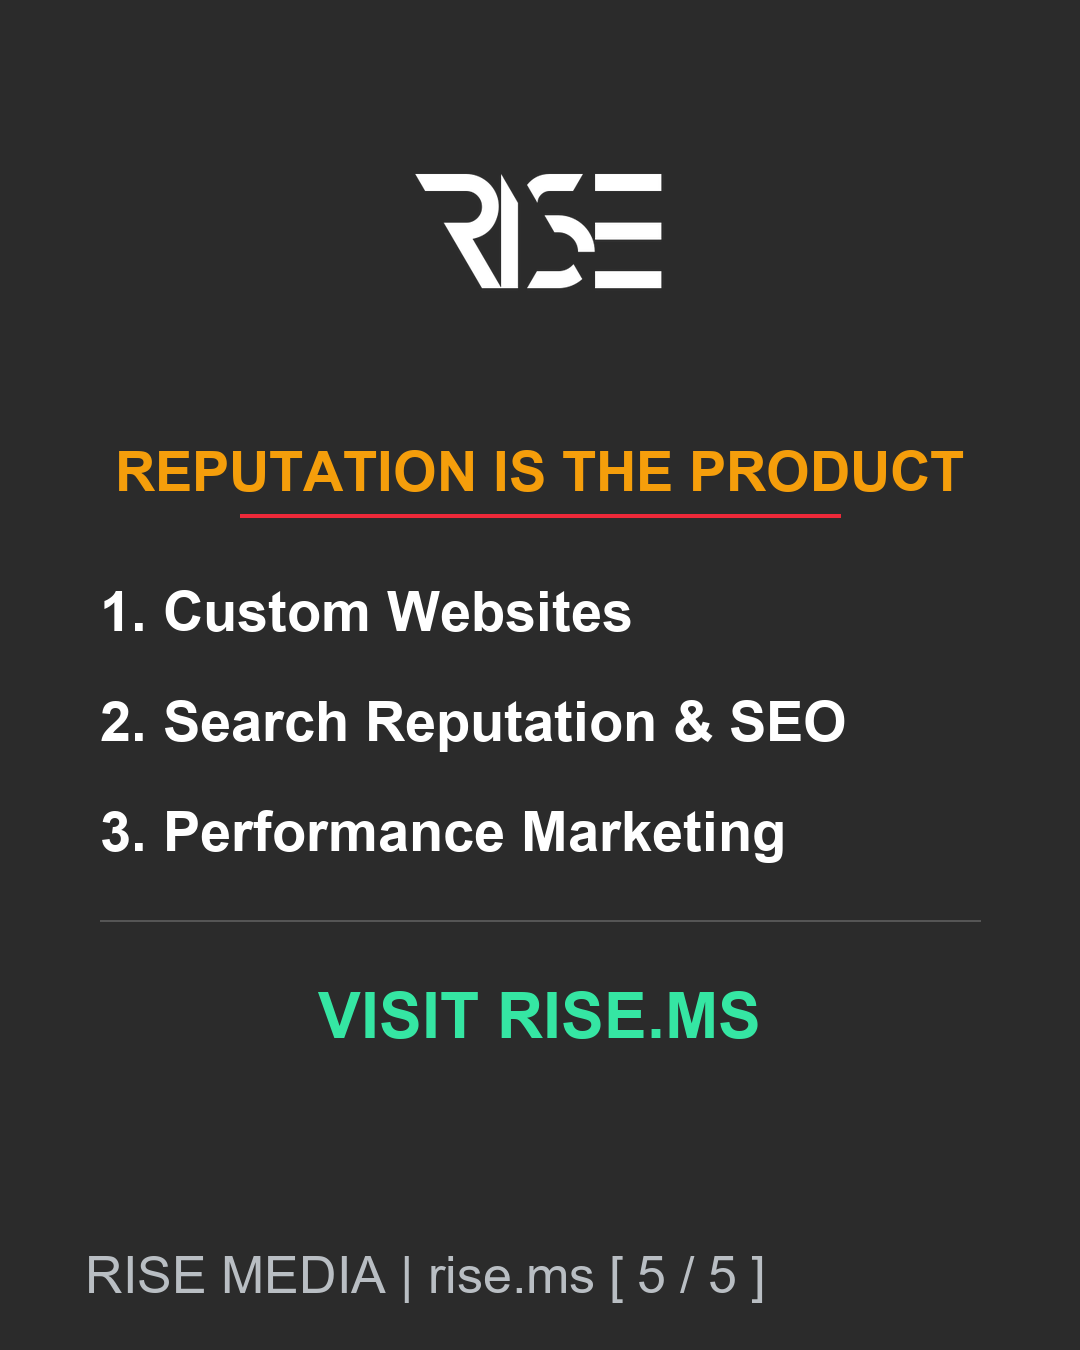 RISE
REPUTATION IS THE PRODUCT
1. Custom Websites
2. Search Reputation & SEO
3. Performance Marketing
VISIT RISE.MS
RISE MEDIA | rise.ms [ 5 / 5 ]